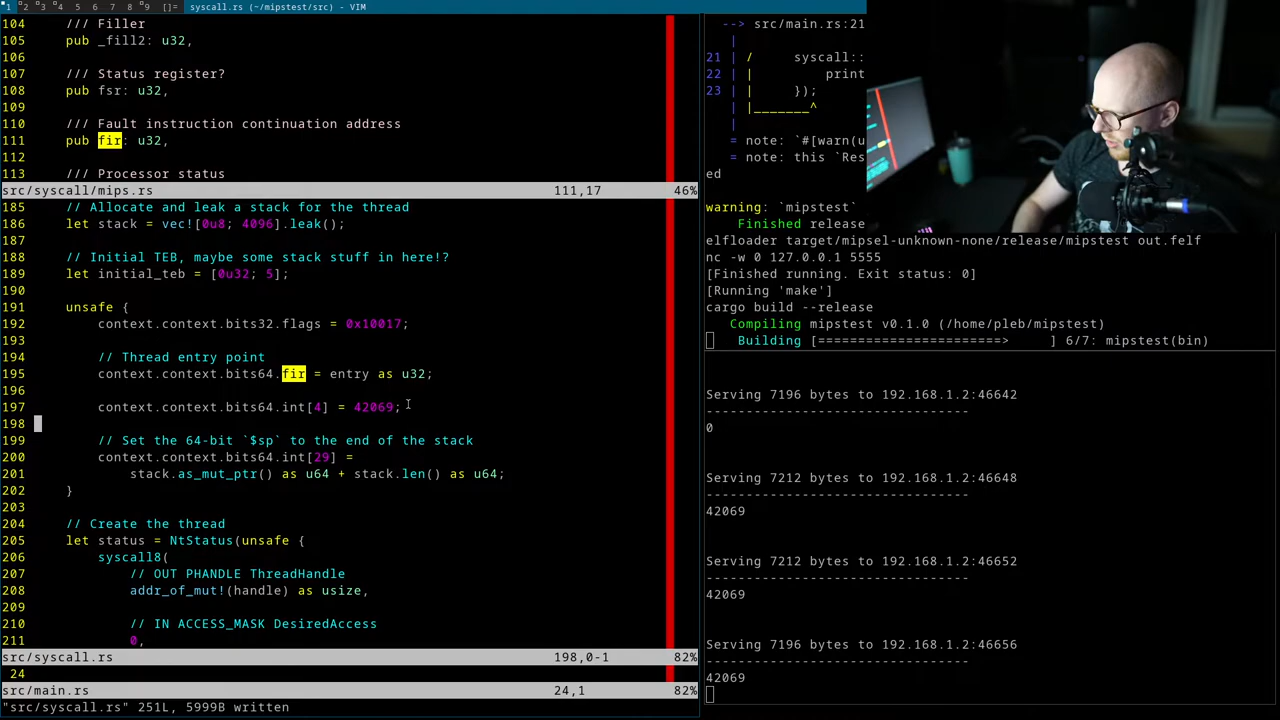 1 2 3 4 5 6 7 8 9 []= syscall.rs (~/mipstest/src) - VIM
104 /// Filler
105 pub _fill2: u32,
106
107 /// Status register?
108 pub fsr: u32,
109
110 /// Fault instruction continuation address
111 pub fir: u32,
112
113 /// Processor status
src/syscall/mips.rs 111,17 46%
185 // Allocate and leak a stack for the thread
186 let stack = vec![0u8; 4096].leak();
187
188 // Initial TEB, maybe some stack stuff in here!?
189 let initial_teb = [0u32; 5];
190
191 unsafe {
192 context.context.bits32.flags = 0x10017;
193
194 // Thread entry point
195 context.context.bits64.fir = entry as u32;
196
197 context.context.bits64.int[4] = 42069;
198
199 // Set the 64-bit `$sp` to the end of the stack
200 context.context.bits64.int[29] =
201 stack.as_mut_ptr() as u64 + stack.len() as u64;
202 }
203
204 // Create the thread
205 let status = NtStatus(unsafe {
206 syscall8(
207 // OUT PHANDLE ThreadHandle
208 addr_of_mut!(handle) as usize,
209
210 // IN ACCESS_MASK DesiredAccess
211 0,
src/syscall.rs 198,0-1 82%
24
src/main.rs 24,1 82%
"src/syscall.rs" 251L, 5999B written
--> src/main.rs:21
|
21 | / syscall::
22 | | print
23 | | });
| |_______^
|
= note: `#[warn(u
= note: this `Res
ed
warning: `mipstest`
Finished release
elfloader target/mipsel-unknown-none/release/mipstest out.felf
nc -w 0 127.0.0.1 5555
[Finished running. Exit status: 0]
[Running 'make']
cargo build --release
Compiling mipstest v0.1.0 (/home/pleb/mipstest)
Building [=======================> ] 6/7: mipstest(bin)
Serving 7196 bytes to 192.168.1.2:46642
---------------------------------
0
Serving 7212 bytes to 192.168.1.2:46648
---------------------------------
42069
Serving 7212 bytes to 192.168.1.2:46652
---------------------------------
42069
Serving 7196 bytes to 192.168.1.2:46656
---------------------------------
42069